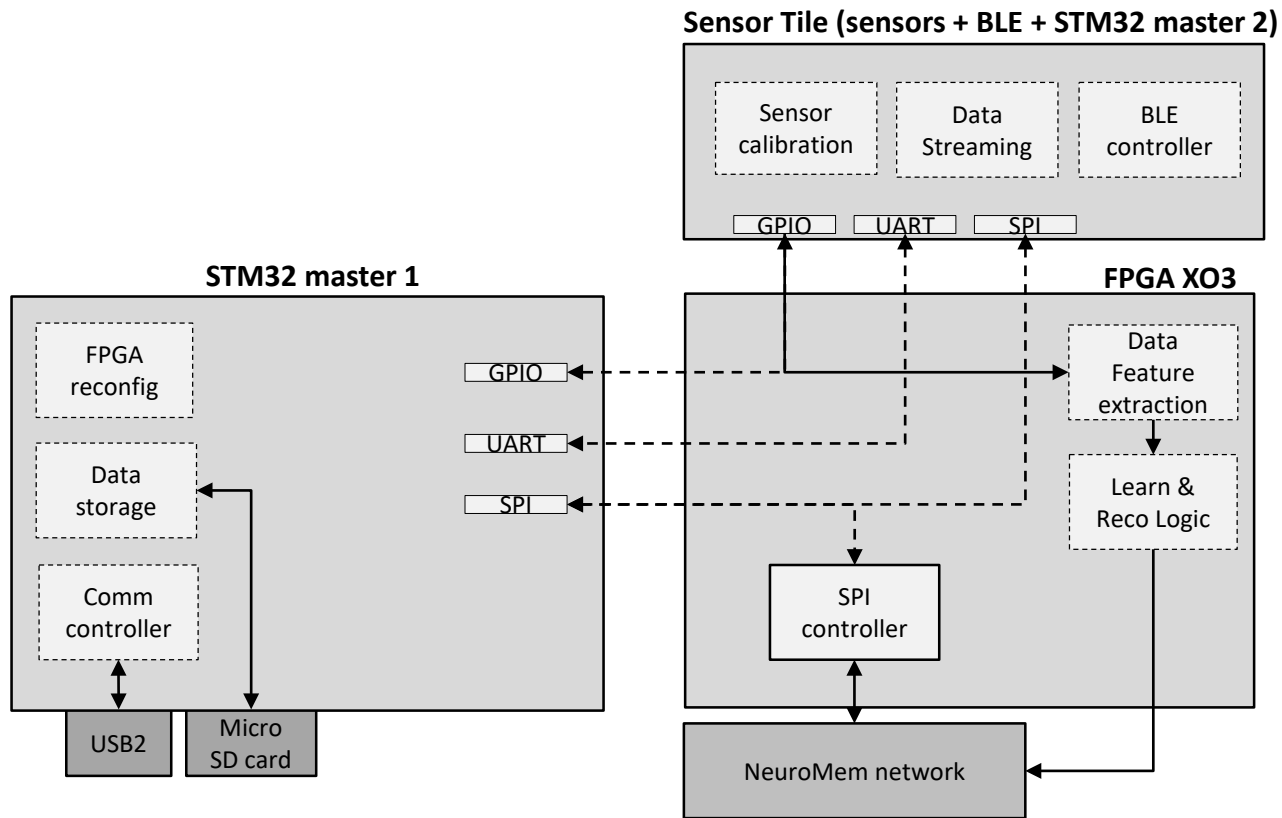 Sensor Tile (sensors + BLE + STM32 master 2)
Sensor
calibration
Data
Streaming
BLE
controller
GPIO
UART
SPI
STM32 master 1
FPGA
reconfig
Data
storage
Comm
controller
GPIO
UART
SPI
USB2
Micro
SD card
FPGA XO3
Data
Feature
extraction
Learn &
Reco Logic
SPI
controller
NeuroMem network